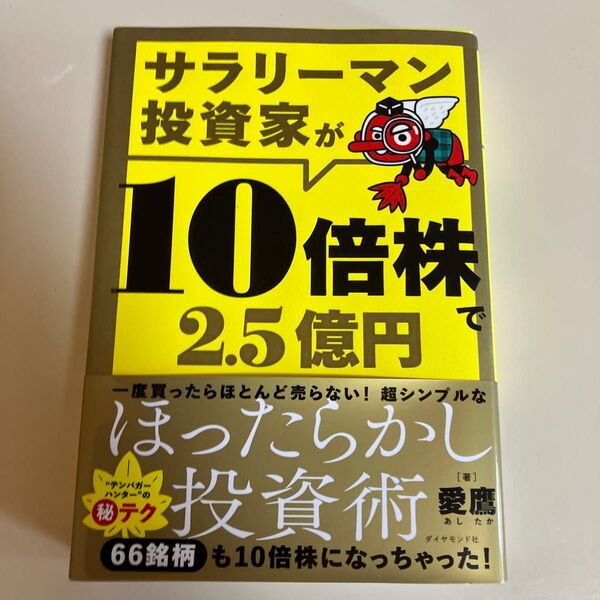 サラリーマン
投資家が
10倍株で
2.5億円
一度買ったらほとんど売らない！ 超シンプルな
ほったらかし
投資術
“テンバガー
ハンター”の
㊙テク
［著］
愛鷹
あし たか
ダイヤモンド社
66銘柄も10倍株になっちゃった！